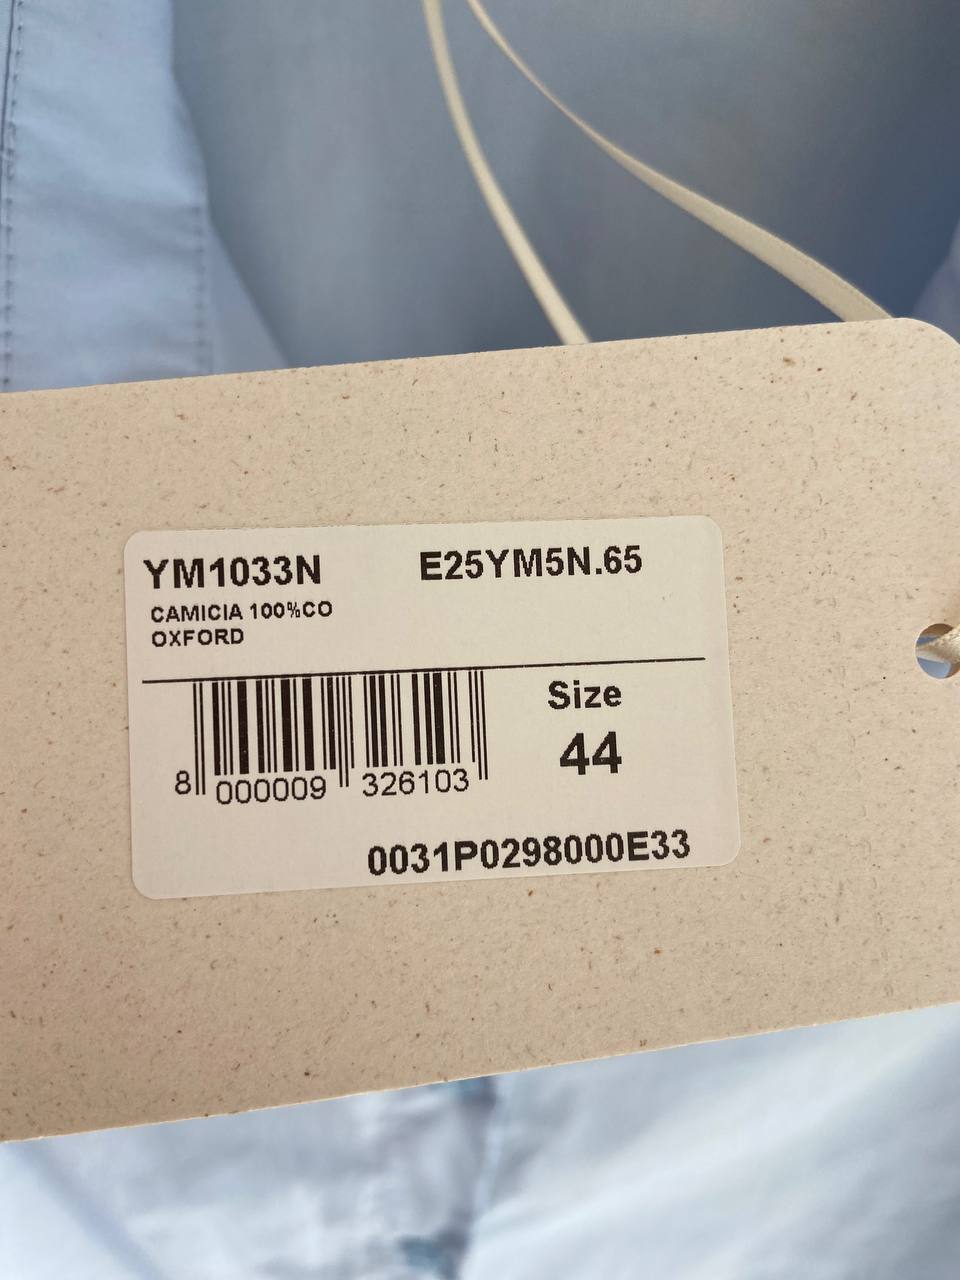 YM1033N E25YM5N.65
CAMICIA 100%CO
OXFORD
Size
44
8 000009 326103
0031P0298000E33